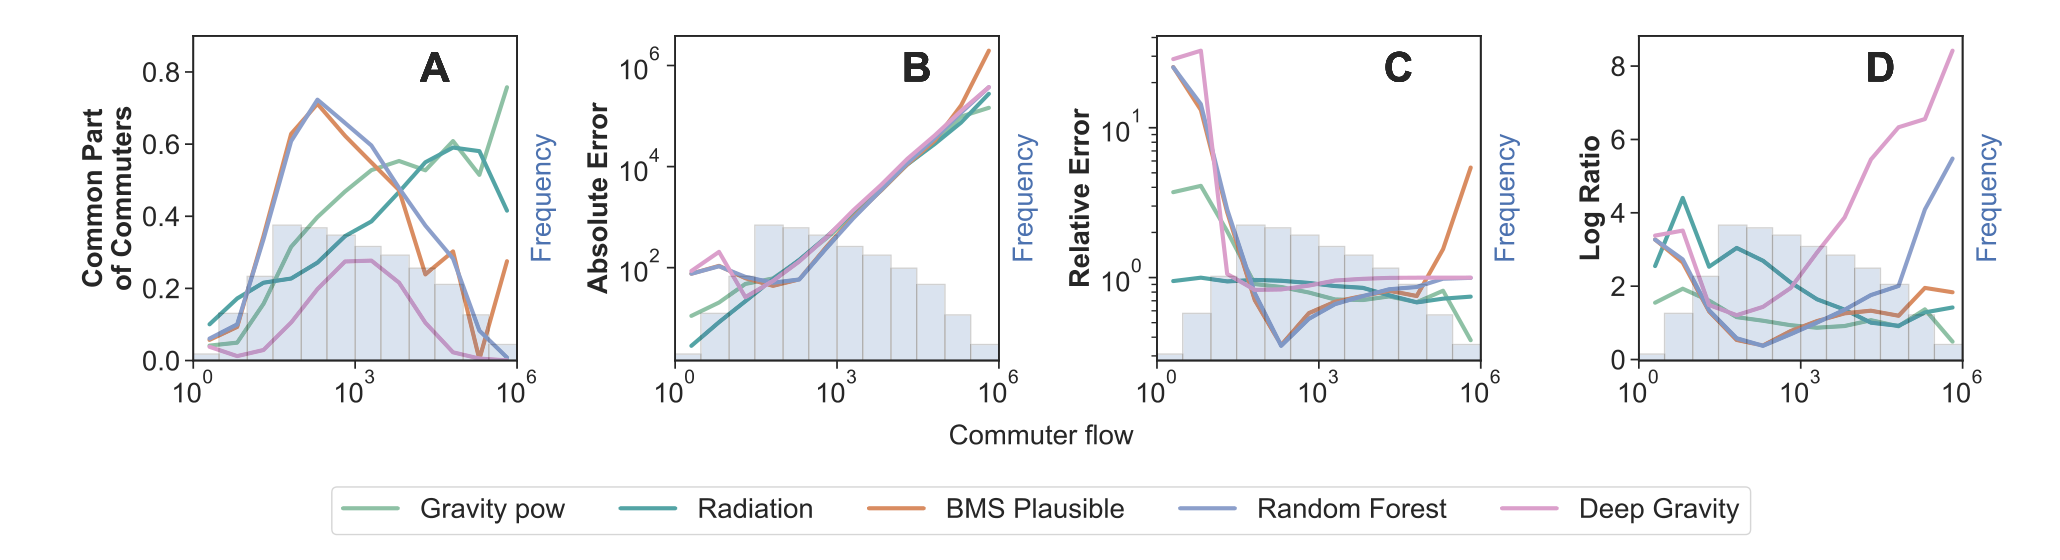 A
B
C
D
Common Part
of Commuters
0.8
0.6
0.4
0.2
0.0
10^0
10^3
10^6
Frequency
Absolute Error
10^6
10^4
10^2
10^0
10^3
10^6
Frequency
Relative Error
10^1
10^0
10^0
10^3
10^6
Frequency
Log Ratio
8
6
4
2
0
10^0
10^3
10^6
Frequency
Commuter flow
Gravity pow Radiation BMS Plausible Random Forest Deep Gravity